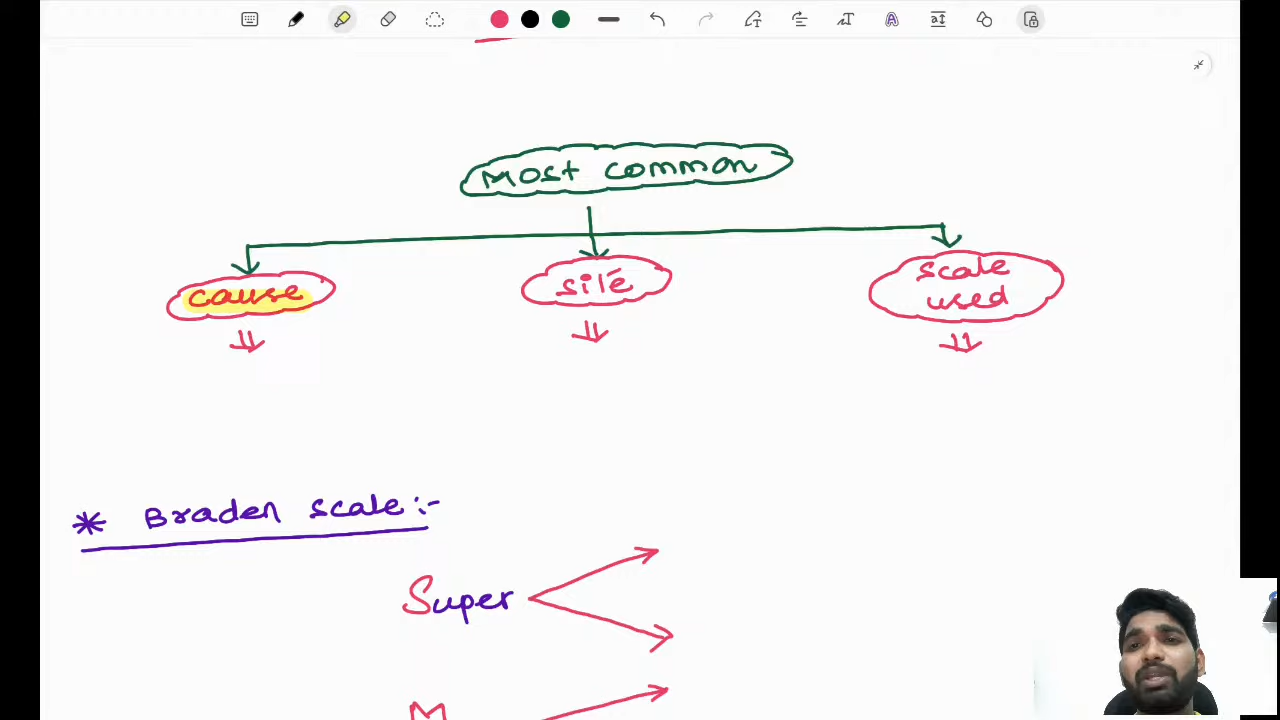 Most common
cause
site
scale
used
* Braden scale :-
Super
M